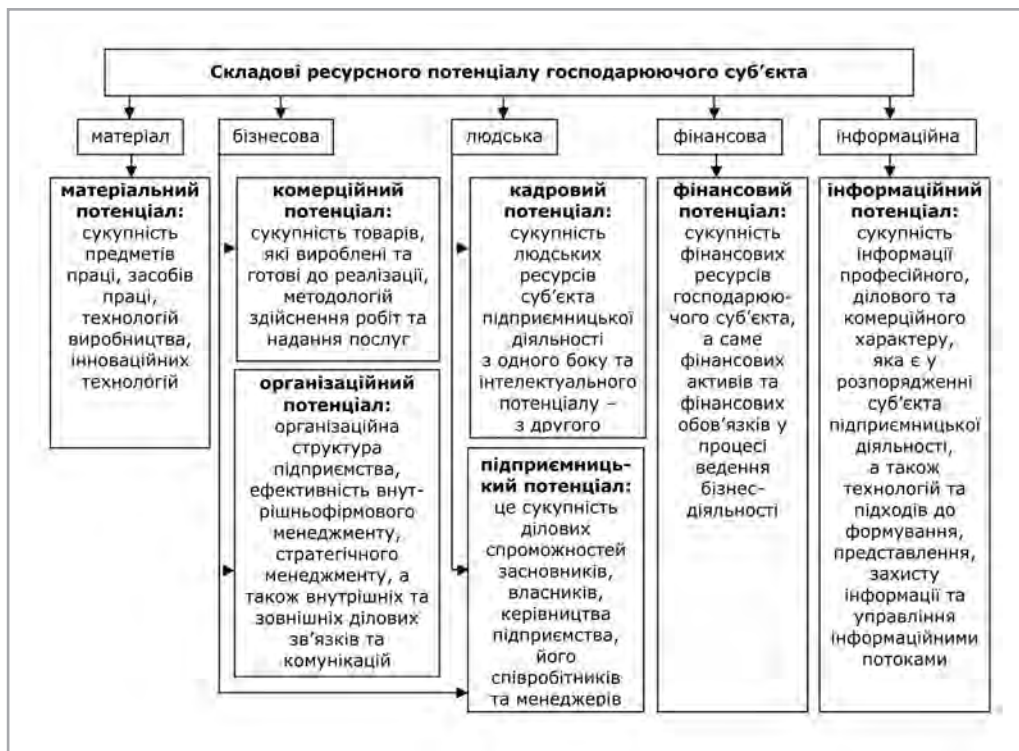 Складові ресурсного потенціалу господарюючого суб’єкта
матеріал
бізнесова
людська
фінансова
інформаційна
матеріальний
потенціал:
сукупність
предметів
праці, засобів
праці,
технологій
виробництва,
інноваційних
технологій
комерційний
потенціал:
сукупність товарів,
які вироблені та
готові до реалізації,
методологій
здійснення робіт та
надання послуг
організаційний
потенціал:
організаційна
структура
підприємства,
ефективність внут-
рішньофірмового
менеджменту,
стратегічного
менеджменту, а
також внутрішніх та
зовнішніх ділових
зв’язків та
комунікацій
кадровий
потенціал:
сукупність
людських
ресурсів
суб’єкта
підприємницької
діяльності
з одного боку та
інтелектуального
потенціалу –
з другого
підприємниць-
кий потенціал:
це сукупність
ділових
спроможностей
засновників,
власників,
керівництва
підприємства,
його
співробітників
та менеджерів
фінансовий
потенціал:
сукупність
фінансових
ресурсів
господарюю-
чого суб’єкта,
а саме
фінансових
активів та
фінансових
обов’язків у
процесі
ведення
бізнес-
діяльності
інформаційний
потенціал:
сукупність
інформації
професійного,
ділового та
комерційного
характеру,
яка є у
розпорядженні
суб’єкта
підприємницької
діяльності,
а також
технологій та
підходів до
формування,
представлення,
захисту
інформації та
управління
інформаційними
потоками